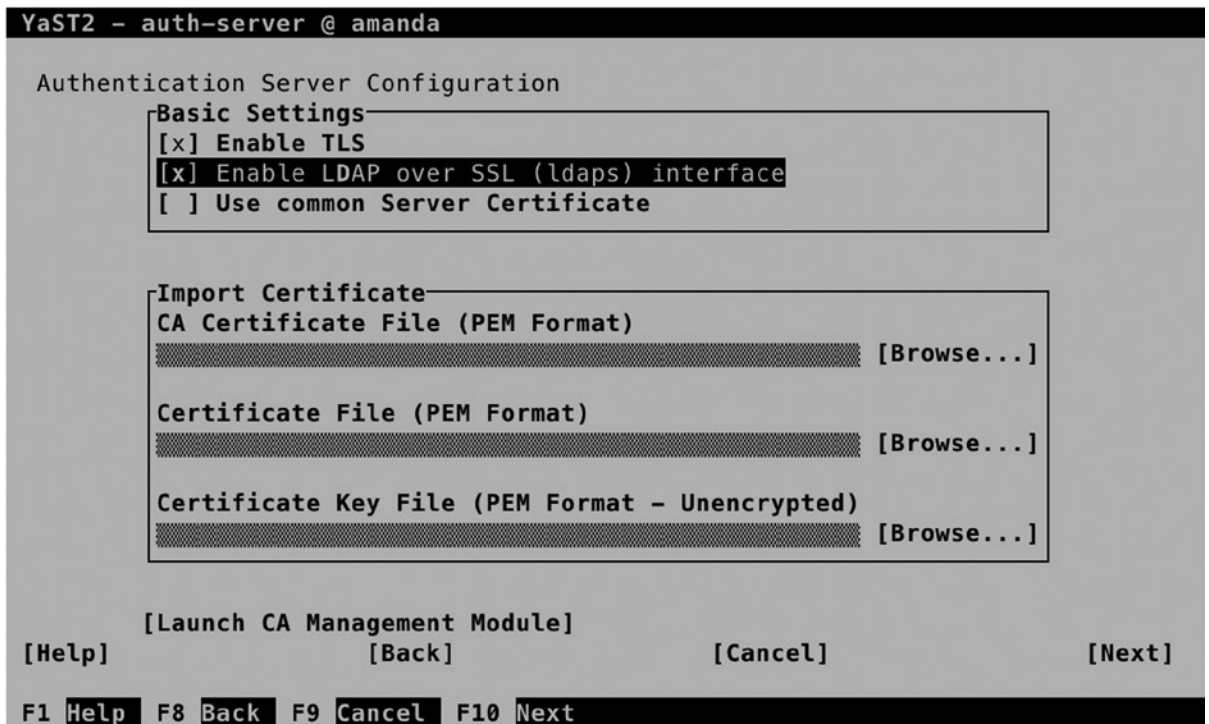 YaST2 - auth-server @ amanda
Authentication Server Configuration
Basic Settings
[x] Enable TLS
[x] Enable LDAP over SSL (ldaps) interface
[ ] Use common Server Certificate
Import Certificate
CA Certificate File (PEM Format)
[Browse...]
Certificate File (PEM Format)
[Browse...]
Certificate Key File (PEM Format - Unencrypted)
[Browse...]
[Launch CA Management Module]
[Help] [Back] [Cancel] [Next]
F1 Help F8 Back F9 Cancel F10 Next